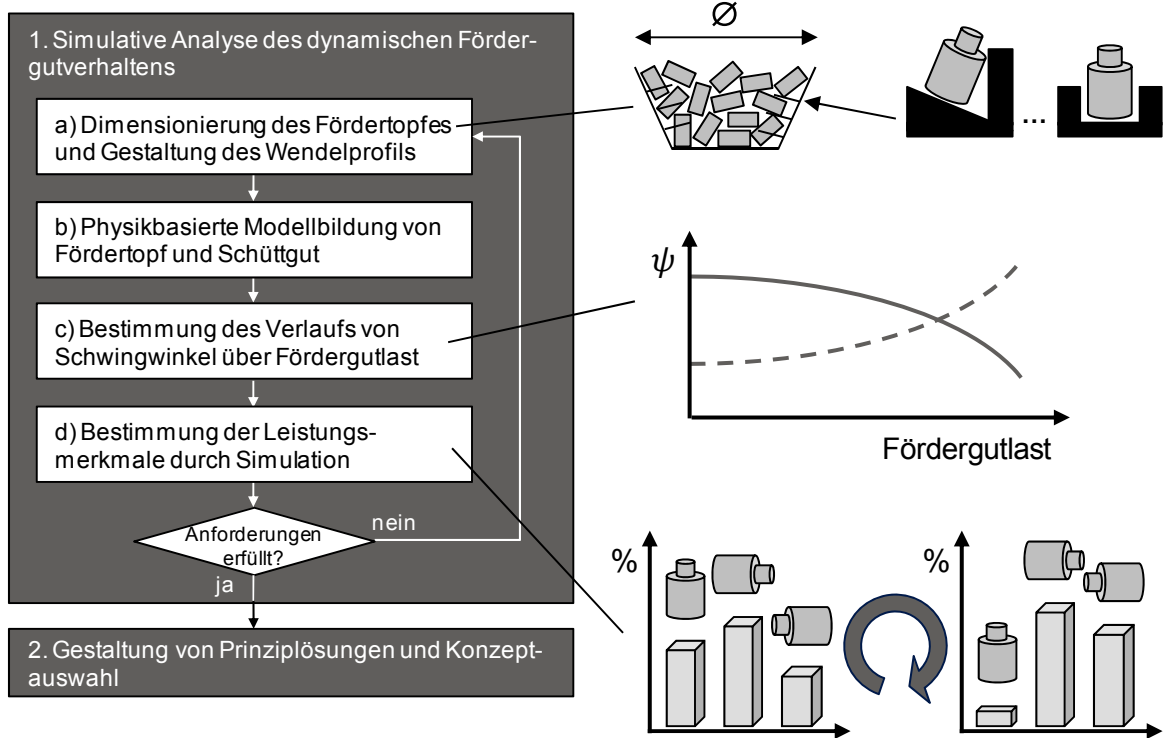 1. Simulative Analyse des dynamischen Förder-
gutverhaltens
a) Dimensionierung des Fördertopfes
und Gestaltung des Wendelprofils
b) Physikbasierte Modellbildung von
Fördertopf und Schüttgut
c) Bestimmung des Verlaufs von
Schwingwinkel über Fördergutlast
d) Bestimmung der Leistungs-
merkmale durch Simulation
Anforderungen
erfüllt?
nein
ja
2. Gestaltung von Prinziplösungen und Konzept-
auswahl
Ø
...
ψ
Fördergutlast
%
%